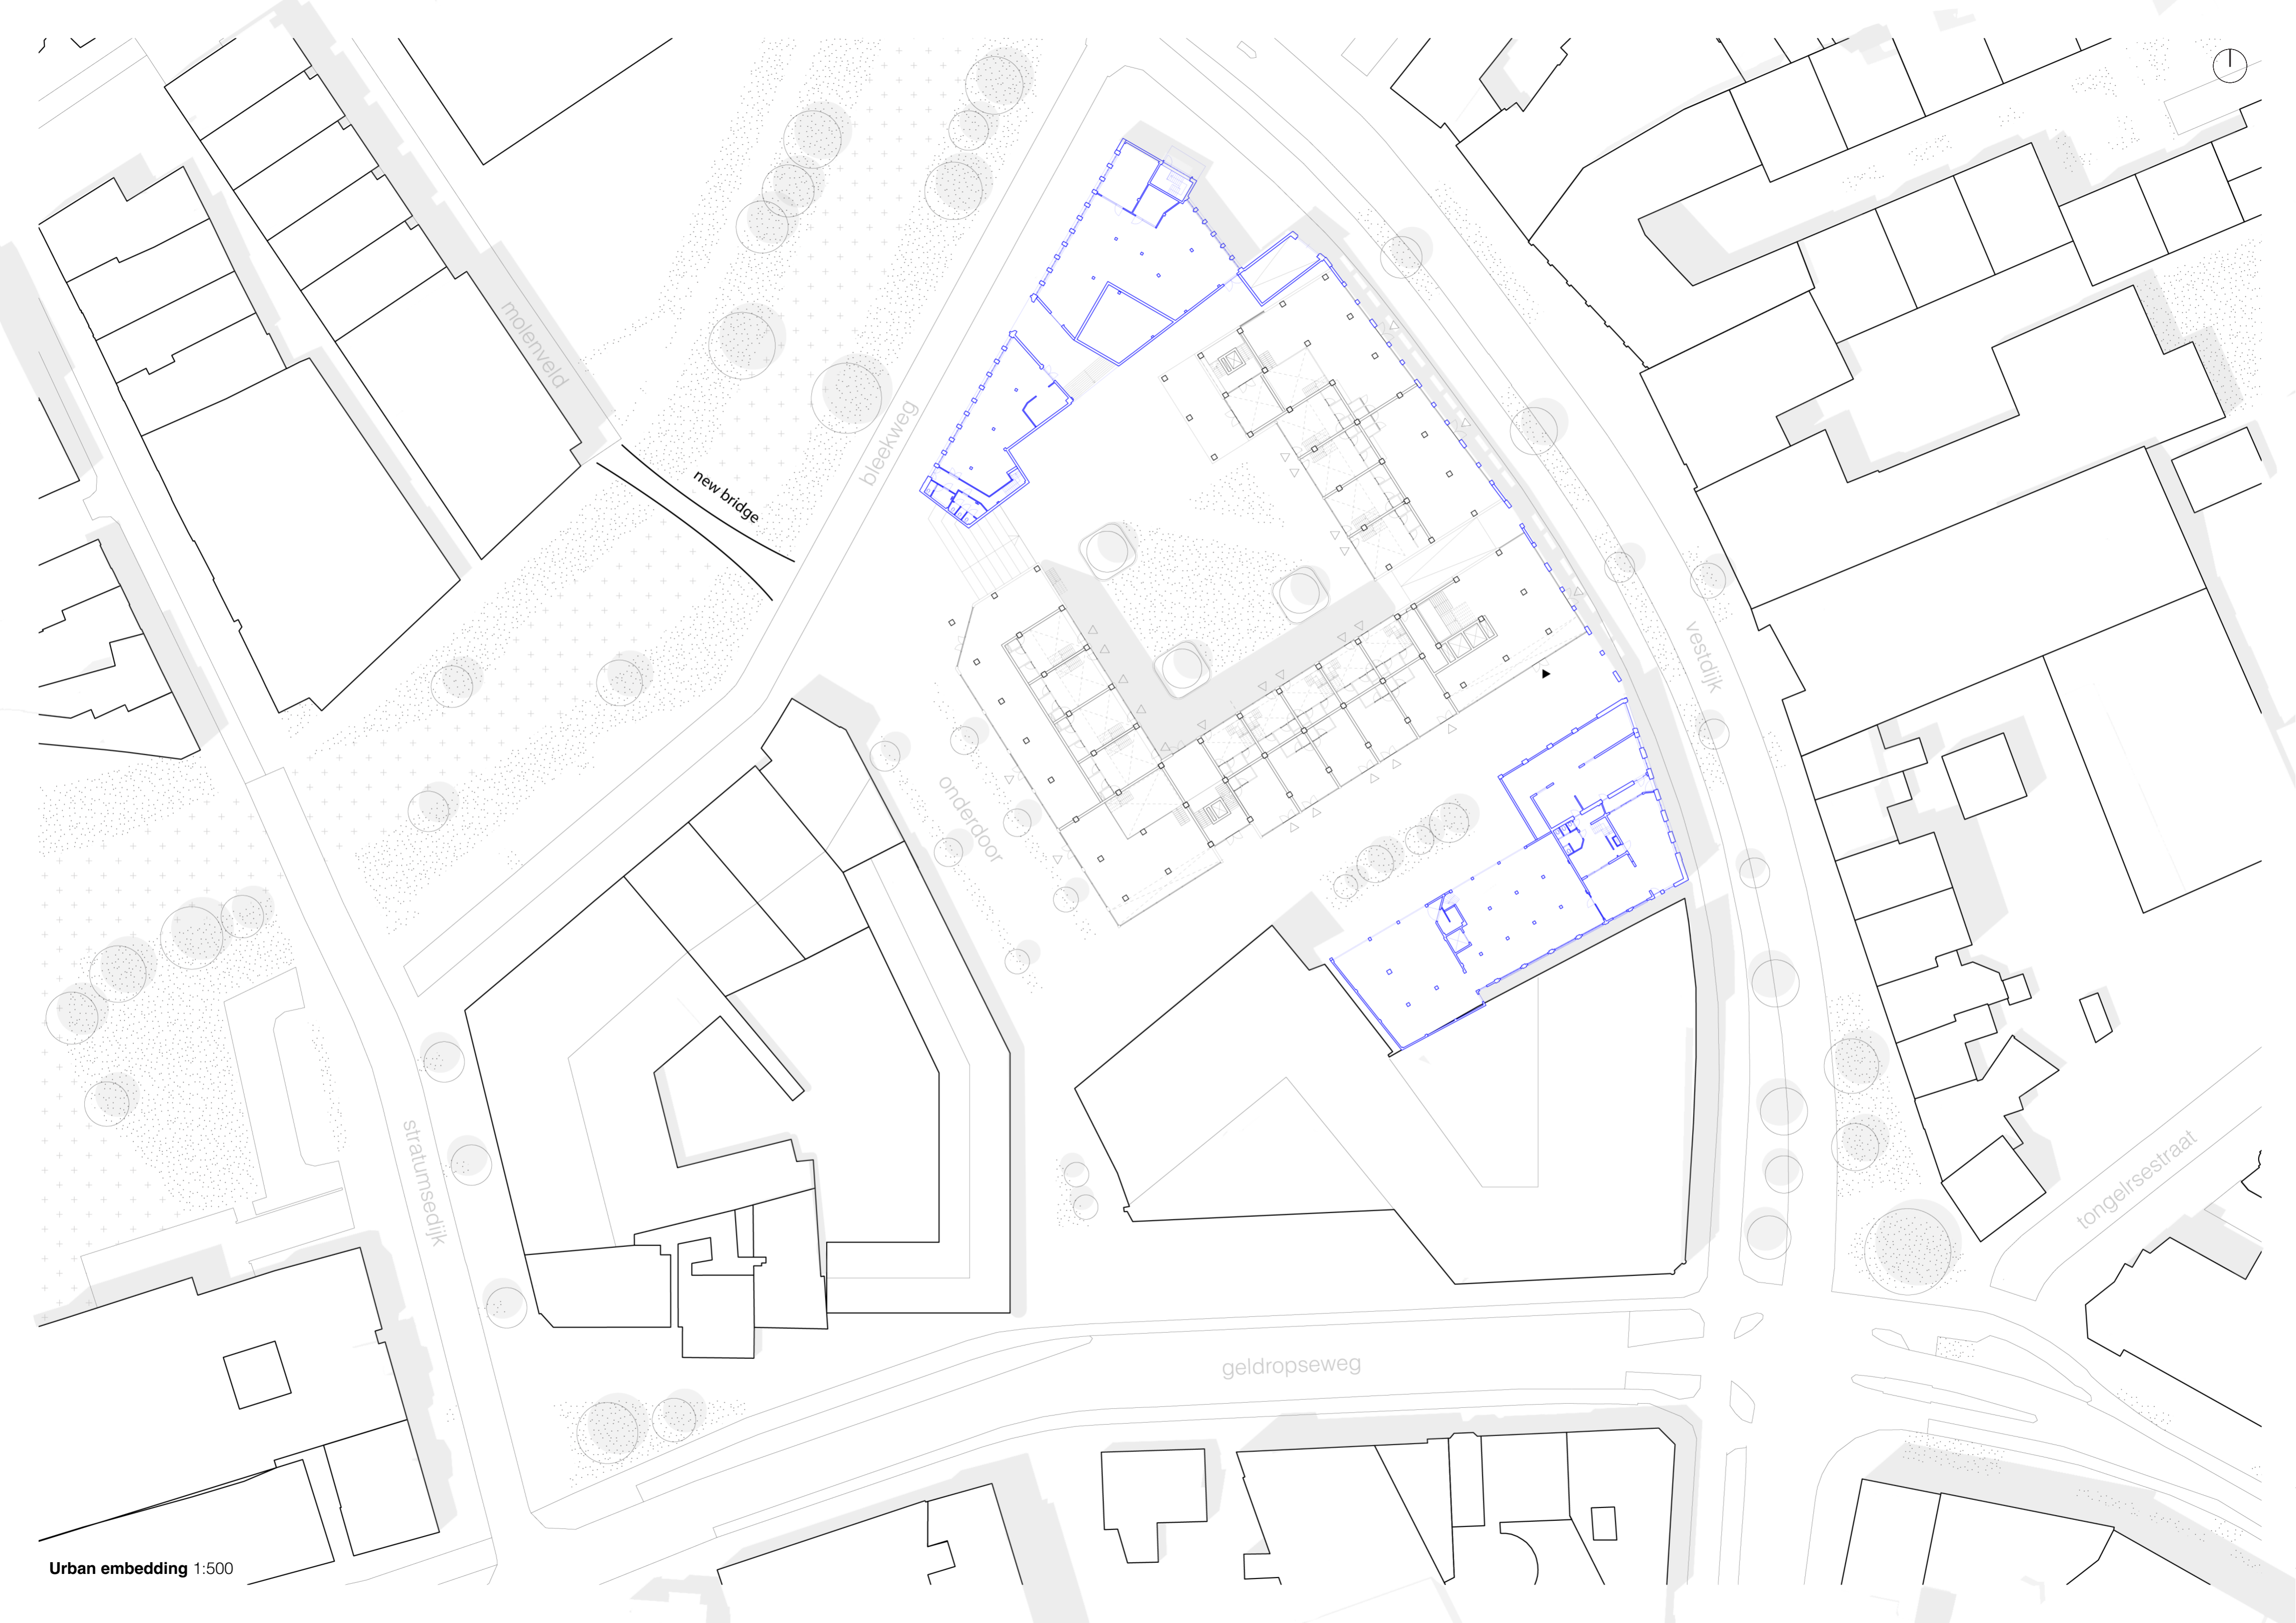 molenveld
bleekweg
new bridge
vestdijk
onderdoor
stratumsedijk
tongelrsestraat
geldropseweg
Urban embedding 1:500